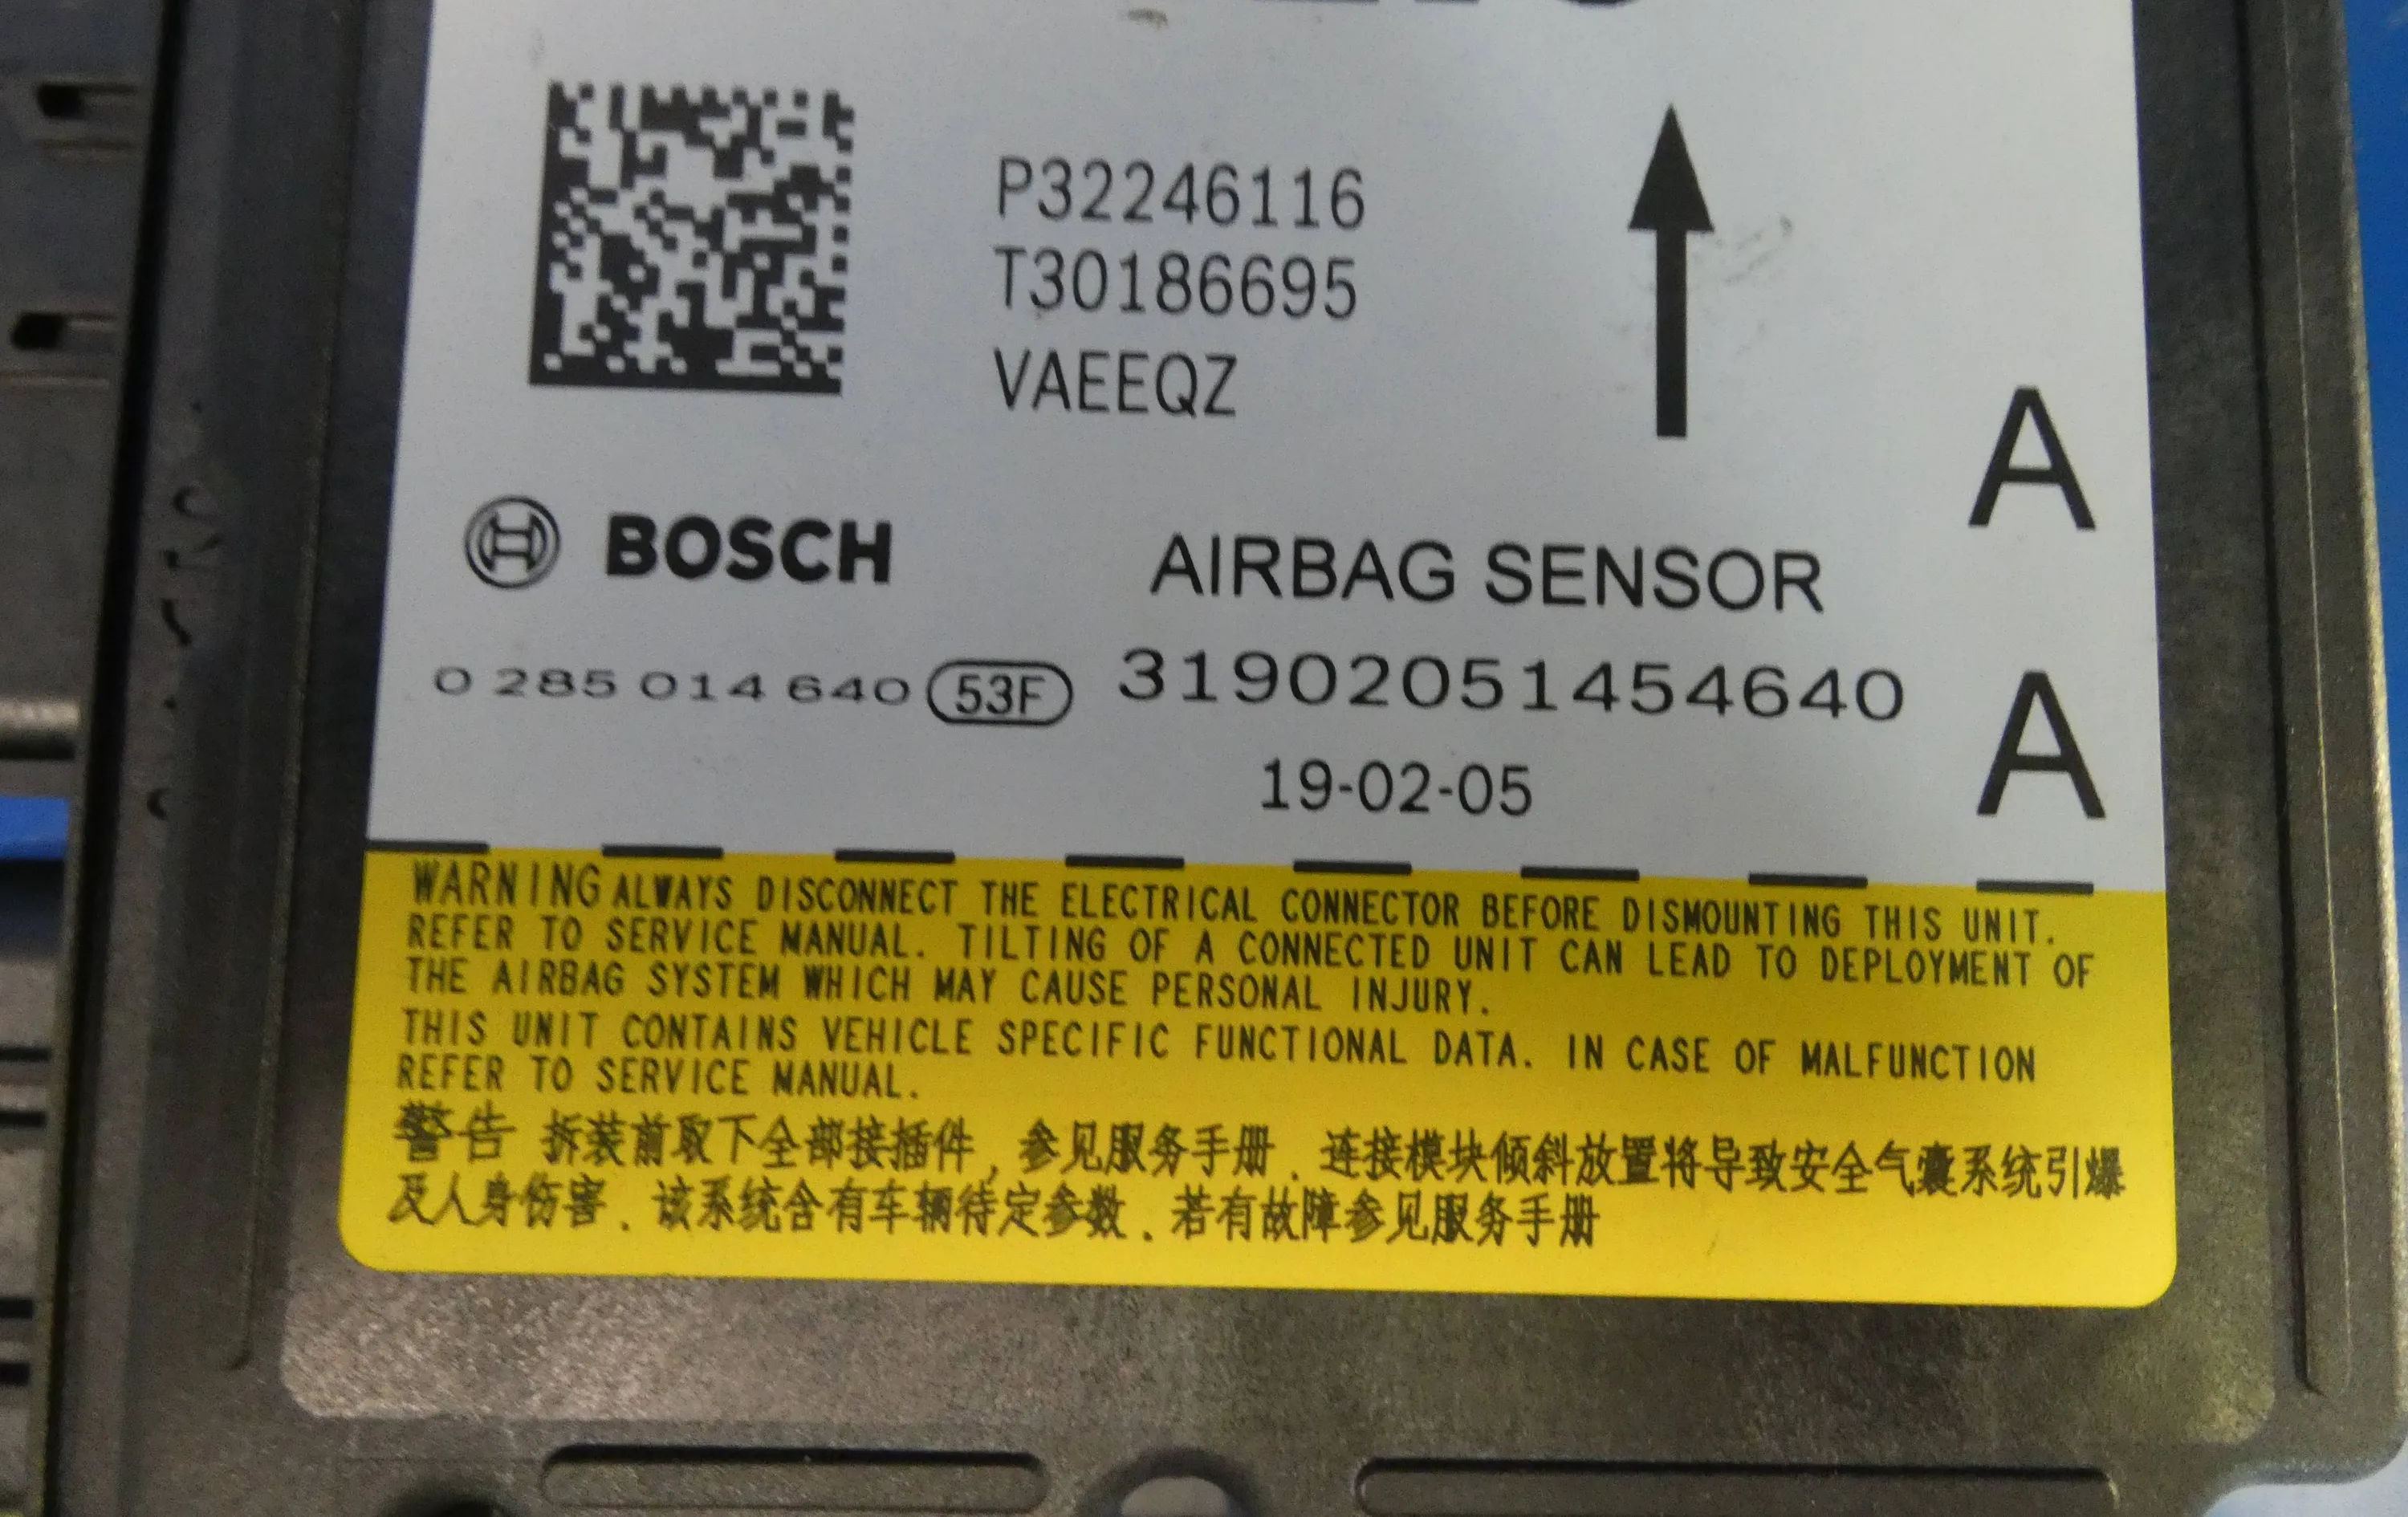 P32246116
T30186695
VAEEQZ
A
BOSCH
AIRBAG SENSOR
0 285 014 640 53F 31902051454640
A
19-02-05
WARNING ALWAYS DISCONNECT THE ELECTRICAL CONNECTOR BEFORE DISMOUNTING THIS UNIT.
REFER TO SERVICE MANUAL. TILTING OF A CONNECTED UNIT CAN LEAD TO DEPLOYMENT OF
THE AIRBAG SYSTEM WHICH MAY CAUSE PERSONAL INJURY.
THIS UNIT CONTAINS VEHICLE SPECIFIC FUNCTIONAL DATA. IN CASE OF MALFUNCTION
REFER TO SERVICE MANUAL.
警告 拆装前取下全部接插件, 参见服务手册. 连接模块倾斜放置将导致安全气囊系统引爆
及人身伤害. 该系统含有车辆待定参数. 若有故障参见服务手册